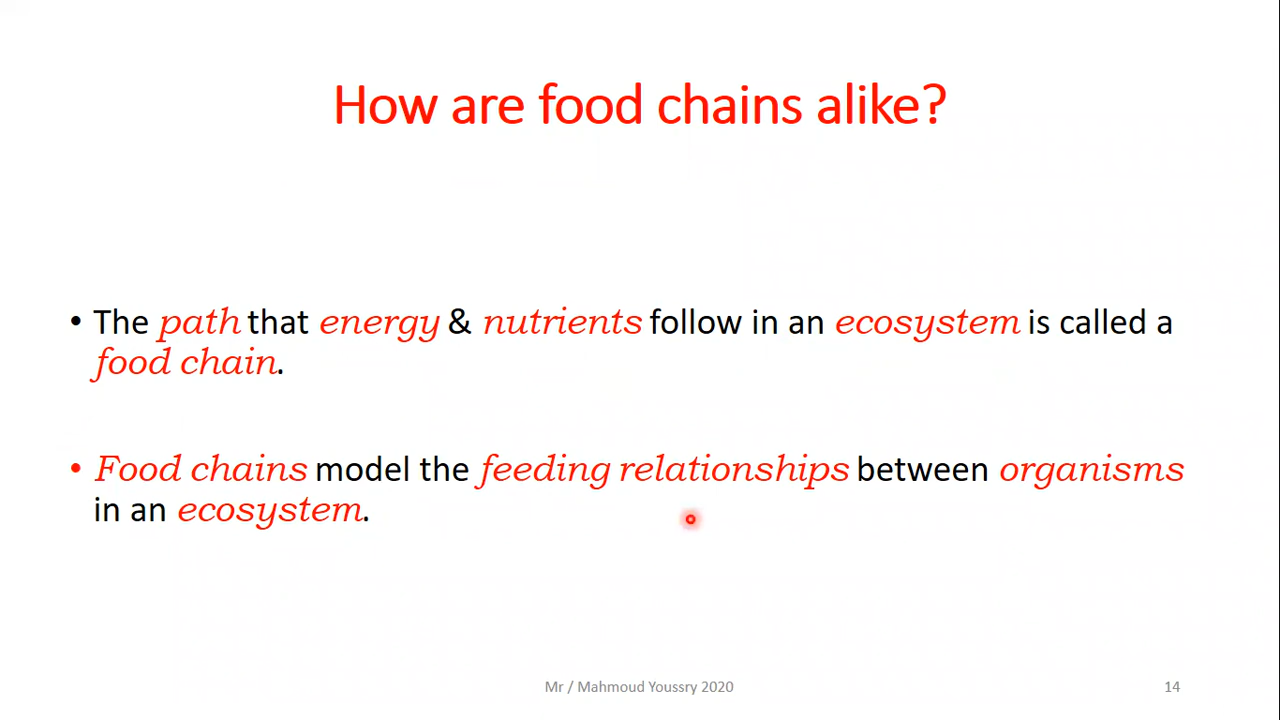 How are food chains alike?
• The path that energy & nutrients follow in an ecosystem is called a
food chain.
• Food chains model the feeding relationships between organisms
in an ecosystem.
Mr / Mahmoud Youssry 2020
14